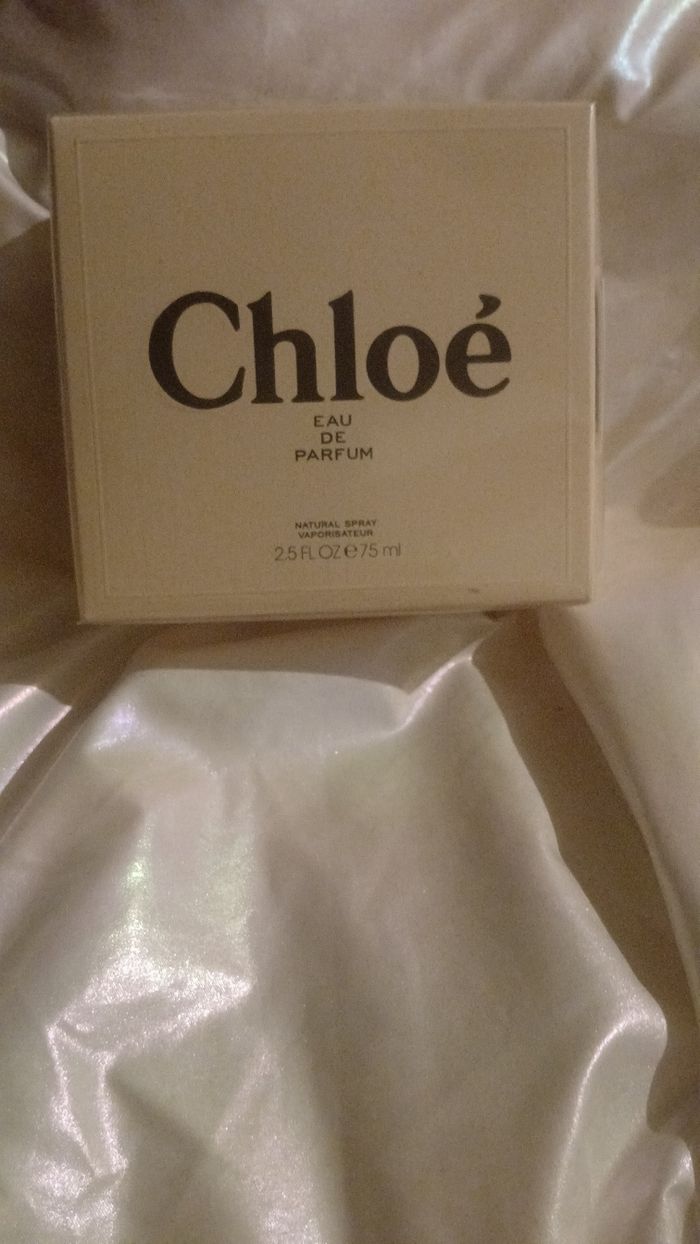 Chloé
EAU
DE
PARFUM
NATURAL SPRAY
VAPORISATEUR
2.5 FL OZ ℮ 75 ml